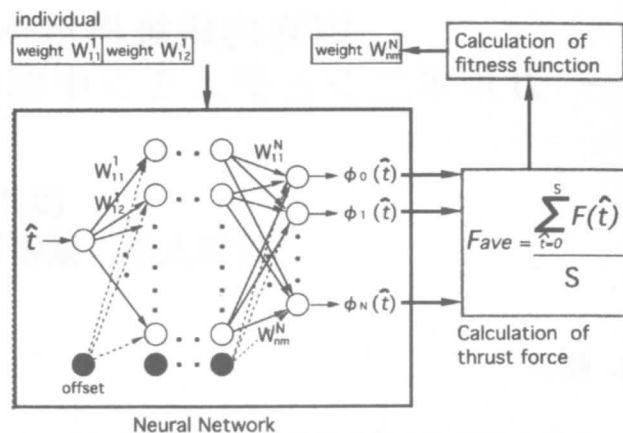 individual
weight W¹₁₁ weight W¹₁₂
weight Wᴺₙₘ
Calculation of
fitness function
W¹₁₁
W¹₁₂
Wᴺ₁₁
Wᴺₙₘ
t̂
offset
ϕ₀(t̂)
ϕ₁(t̂)
ϕN(t̂)
Neural Network
Fave = S ∑ t̂=0 F(t̂) / S
Calculation of
thrust force